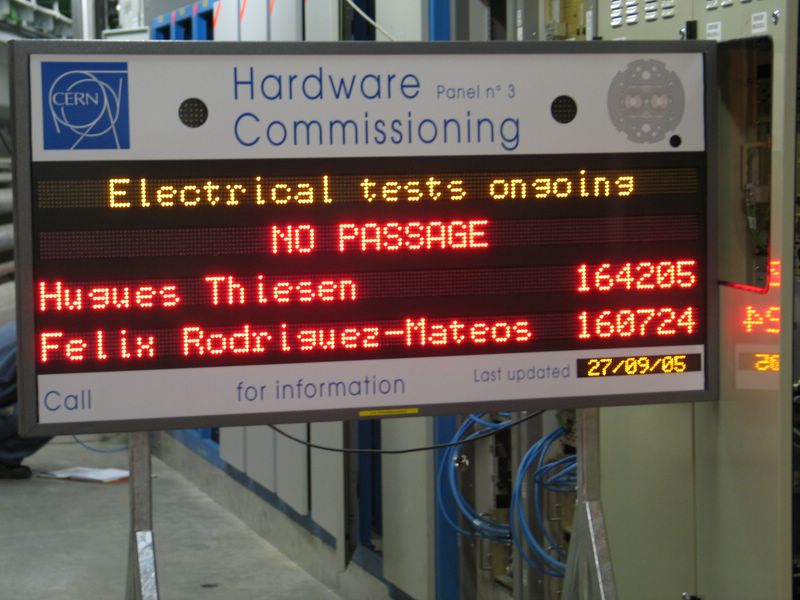 CERN
Hardware Panel n° 3
Commissioning
Electrical tests ongoing
NO PASSAGE
Hugues Thiesen 164205
Felix Rodriguez-Mateos 160724
Call for information Last updated 27/09/05